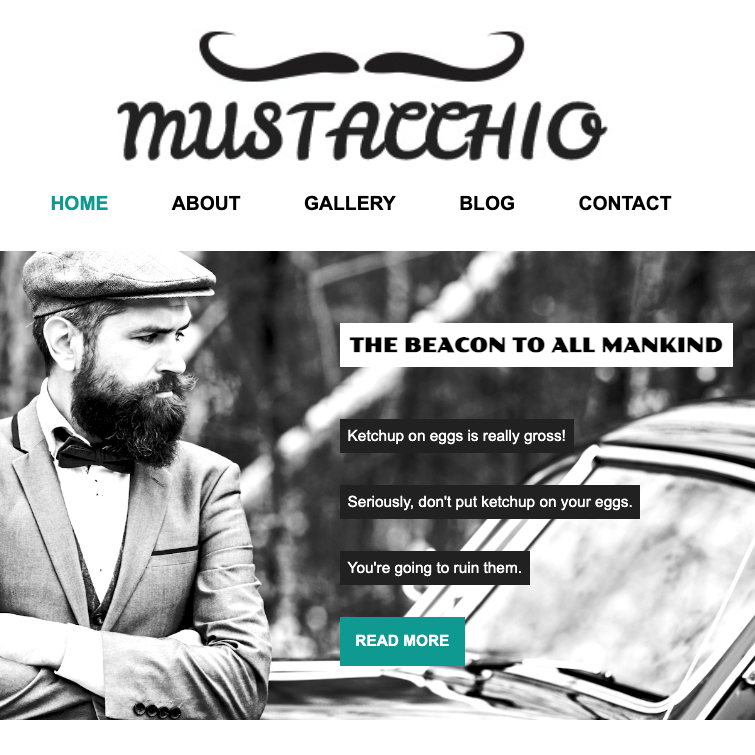 MUSTACCHIO
HOME ABOUT GALLERY BLOG CONTACT
THE BEACON TO ALL MANKIND
Ketchup on eggs is really gross!
Seriously, don't put ketchup on your eggs.
You're going to ruin them.
READ MORE